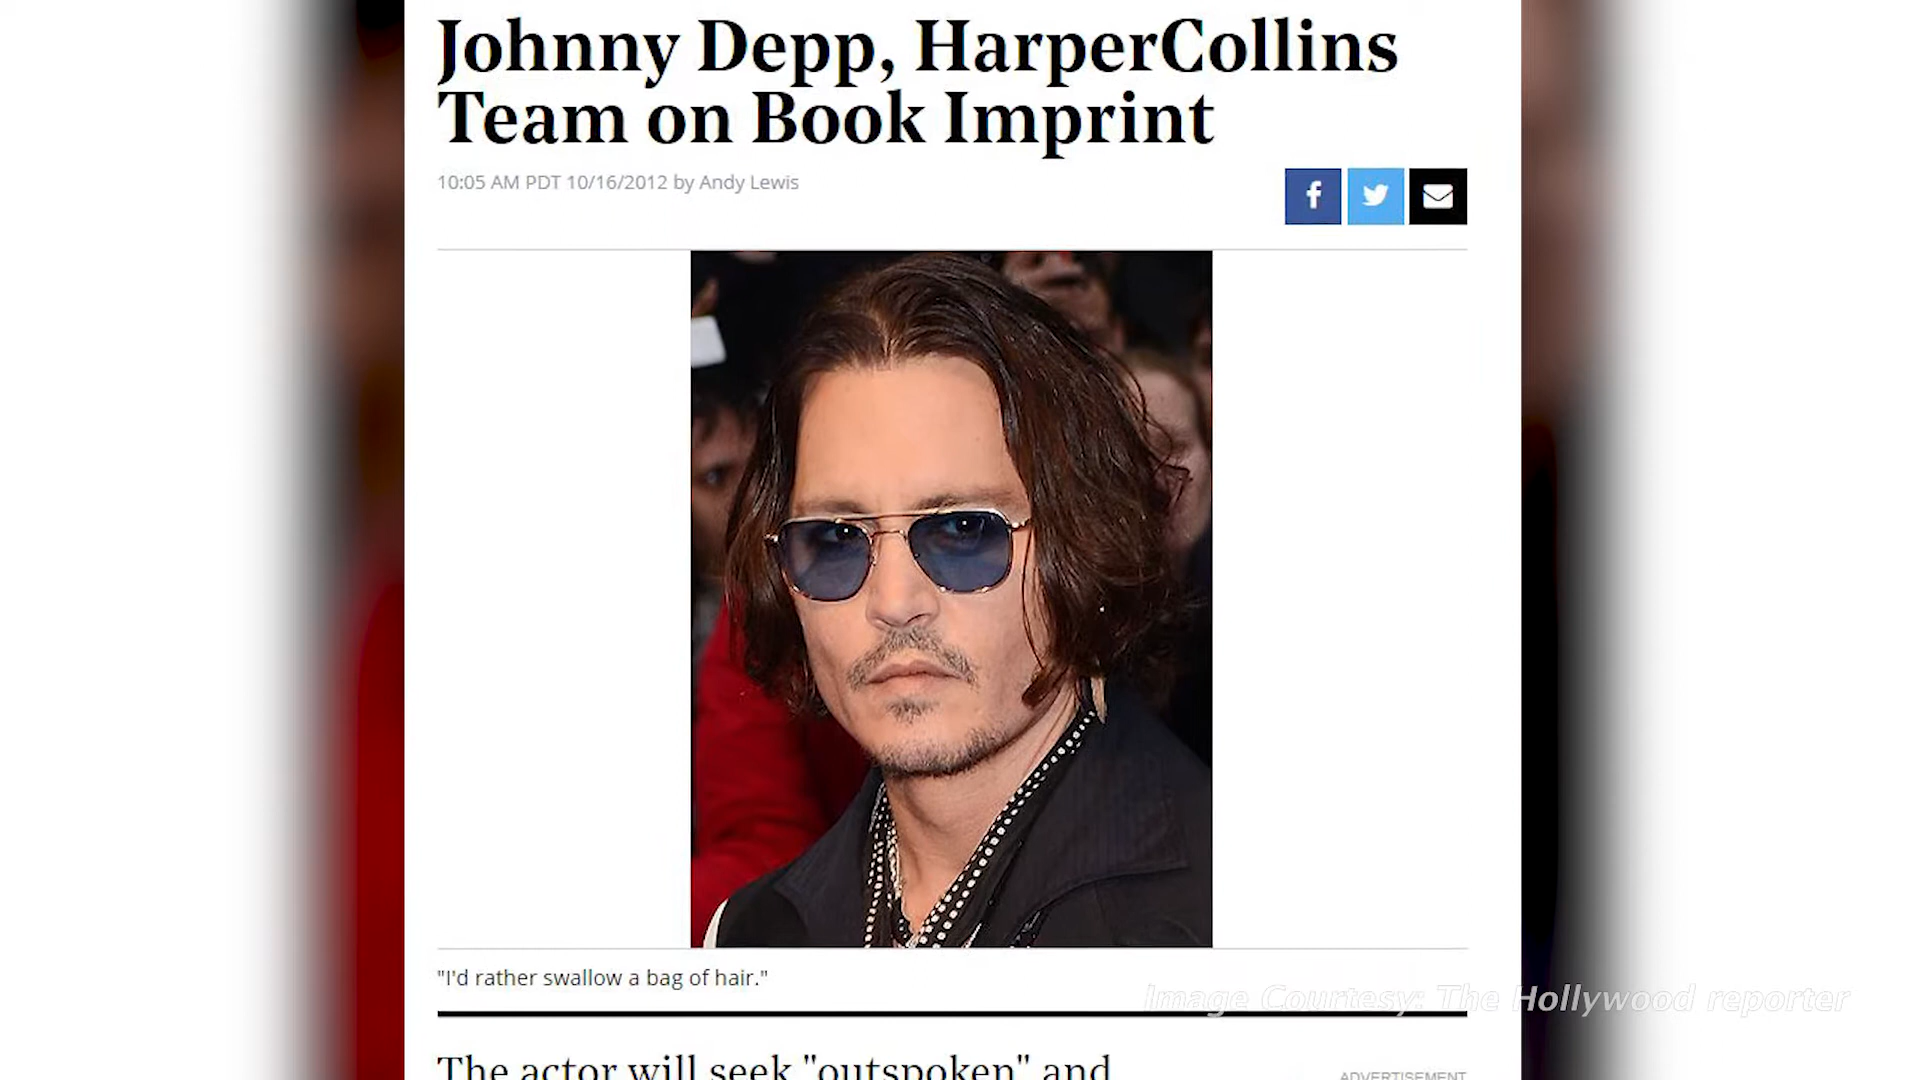 Johnny Depp, HarperCollins
Team on Book Imprint
10:05 AM PDT 10/16/2012 by Andy Lewis
"I'd rather swallow a bag of hair."
Image Courtesy: The Hollywood reporter
The actor will seek "outspoken" and
ADVERTISEMENT